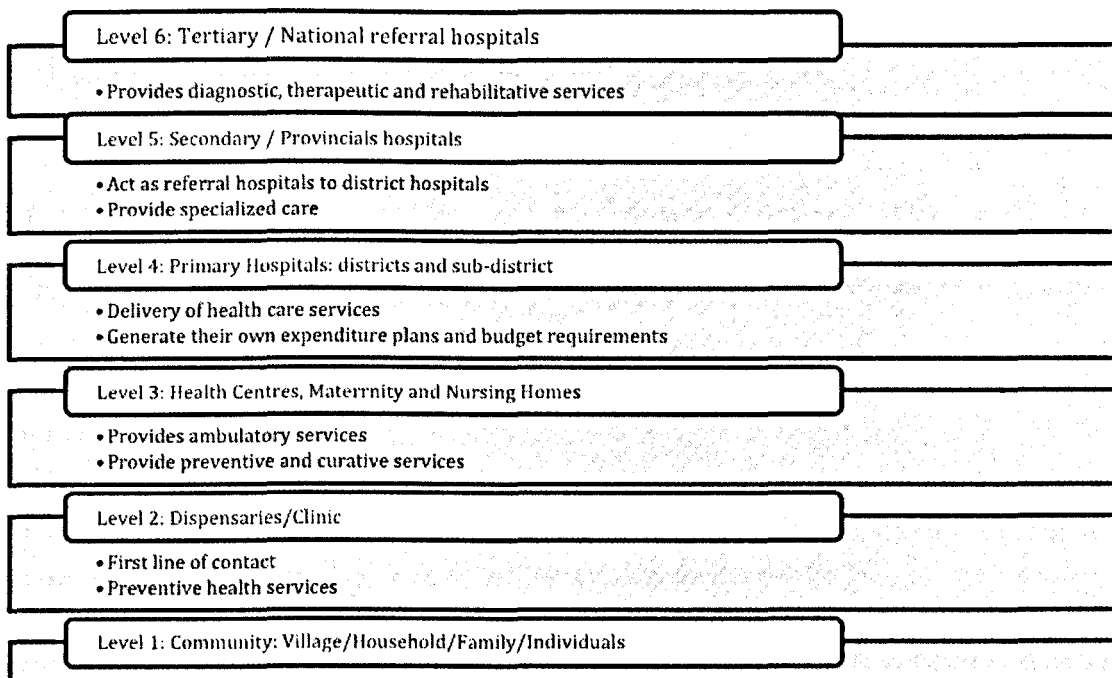 Level 6: Tertiary / National referral hospitals
• Provides diagnostic, therapeutic and rehabilitative services
Level 5: Secondary / Provincials hospitals
• Act as referral hospitals to district hospitals
• Provide specialized care
Level 4: Primary Hospitals: districts and sub-district
• Delivery of health care services
• Generate their own expenditure plans and budget requirements
Level 3: Health Centres, Maternnity and Nursing Homes
• Provides ambulatory services
• Provide preventive and curative services
Level 2: Dispensaries/Clinic
• First line of contact
• Preventive health services
Level 1: Community: Village/Household/Family/Individuals